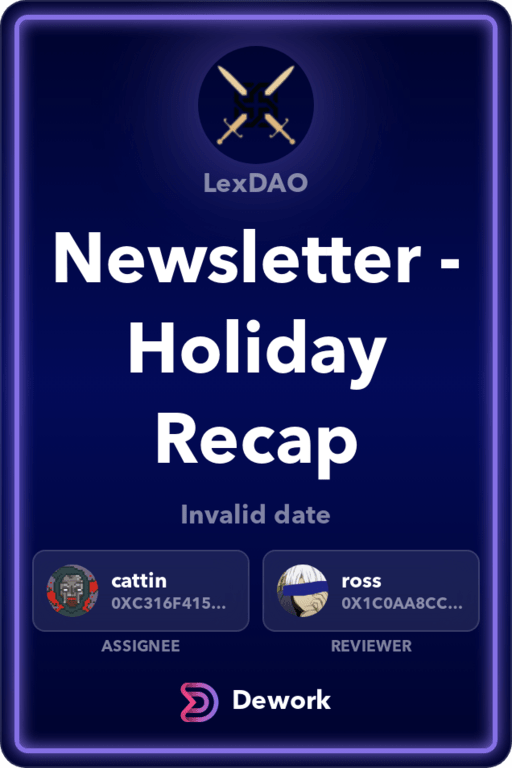 LexDAO
Newsletter -
Holiday
Recap
Invalid date
cattin
0XC316F415...
ross
0X1C0AA8CC...
ASSIGNEE
REVIEWER
Dework